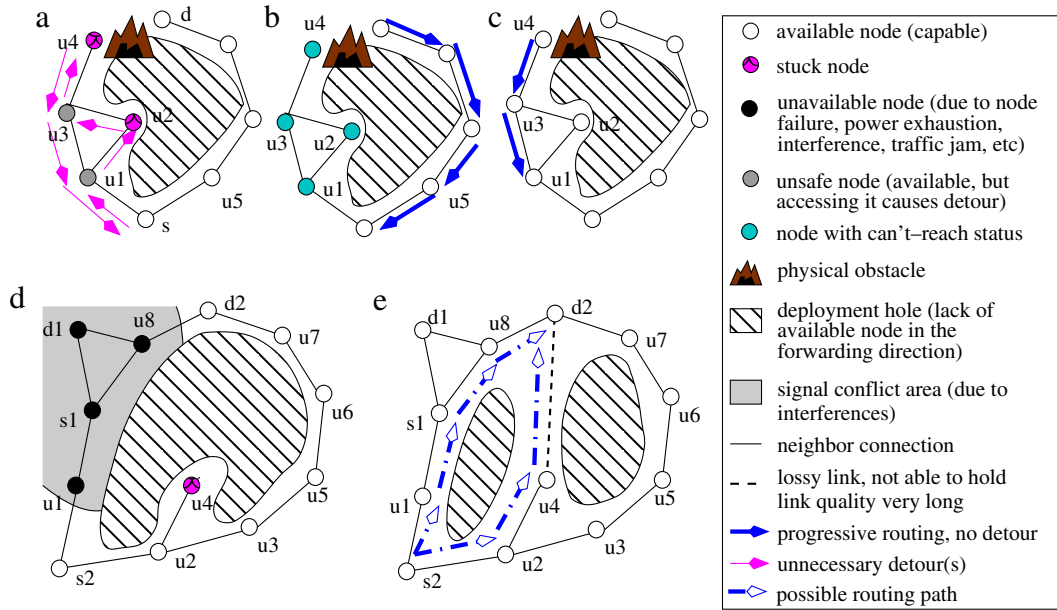 a
d
u4
u2
u3
u1
u5
s
b
u4
u3
u2
u1
u5
c
u4
u3
u2
u1
d
d1
u8
d2
u7
s1
u6
u1
u4
u5
u3
u2
s2
e
d1
u8
d2
u7
s1
u6
u1
u4
u5
u3
u2
s2
available node (capable)
stuck node
unavailable node (due to node
failure, power exhaustion,
interference, traffic jam, etc)
unsafe node (available, but
accessing it causes detour)
node with can't–reach status
physical obstacle
deployment hole (lack of
available node in the
forwarding direction)
signal conflict area (due to
interferences)
neighbor connection
lossy link, not able to hold
link quality very long
progressive routing, no detour
unnecessary detour(s)
possible routing path